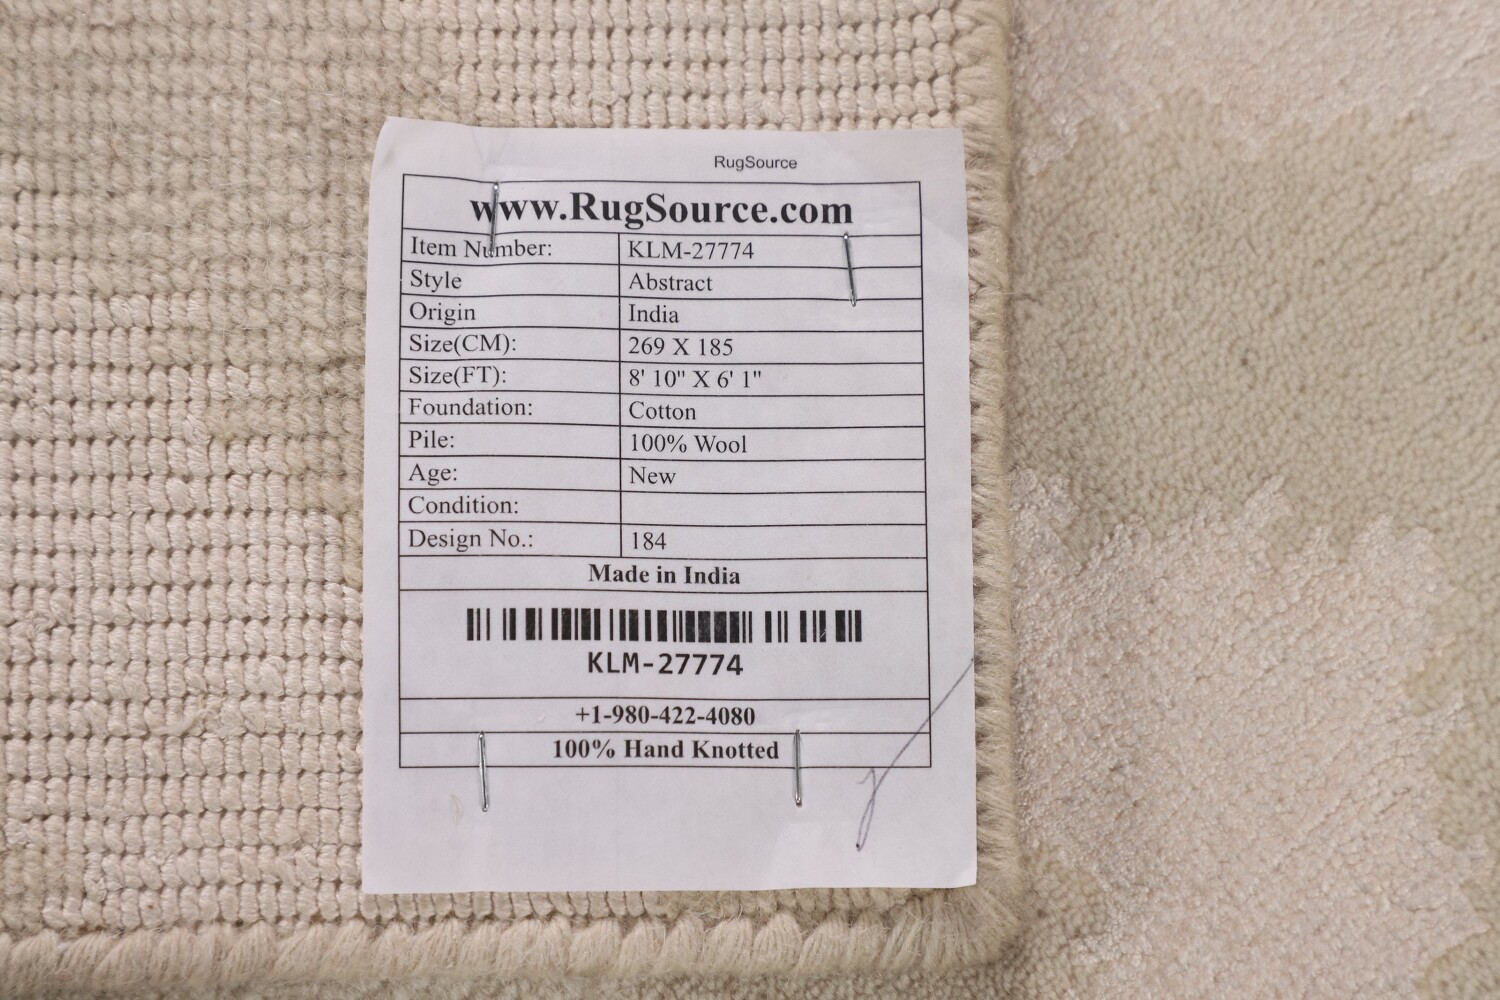 RugSource
www.RugSource.com
Item Number: KLM-27774
Style Abstract
Origin India
Size(CM): 269 X 185
Size(FT): 8' 10" X 6' 1"
Foundation: Cotton
Pile: 100% Wool
Age: New
Condition:
Design No.: 184
Made in India
KLM-27774
+1-980-422-4080
100% Hand Knotted